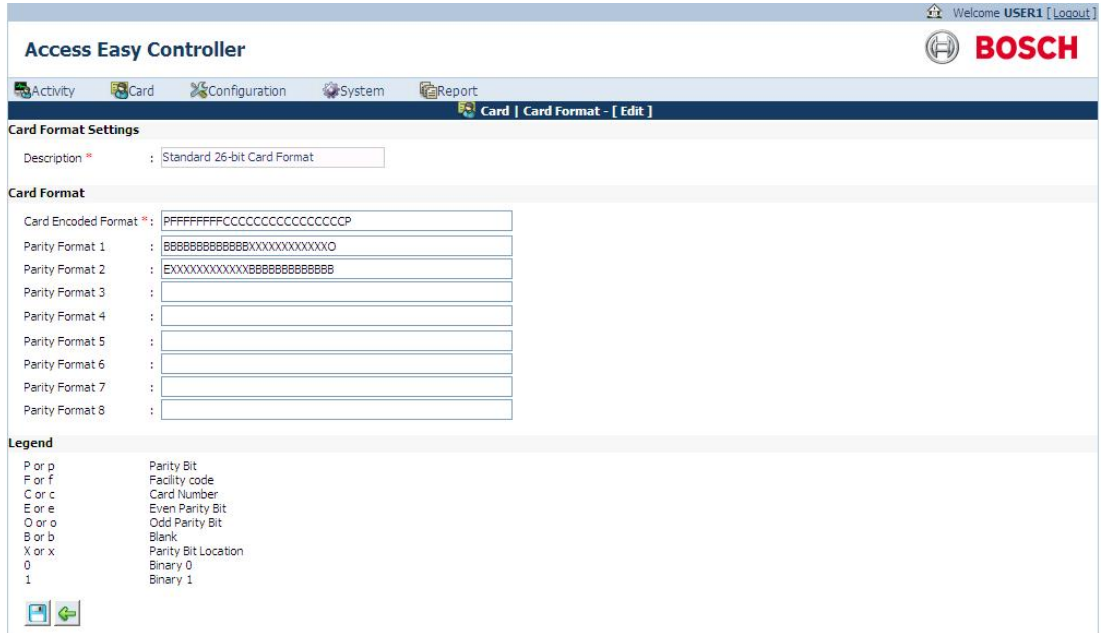 Welcome USER1 [ Logout ]
Access Easy Controller
BOSCH
Activity Card Configuration System Report
Card | Card Format - [ Edit ]
Card Format Settings
Description * : Standard 26-bit Card Format
Card Format
Card Encoded Format * : PFFFFFFFFCCCCCCCCCCCCCCCCP
Parity Format 1 : BBBBBBBBBBBBBXXXXXXXXXXXXO
Parity Format 2 : EXXXXXXXXXXXXBBBBBBBBBBBBB
Parity Format 3 :
Parity Format 4 :
Parity Format 5 :
Parity Format 6 :
Parity Format 7 :
Parity Format 8 :
Legend
P or p Parity Bit
F or f Facility code
C or c Card Number
E or e Even Parity Bit
O or o Odd Parity Bit
B or b Blank
X or x Parity Bit Location
0 Binary 0
1 Binary 1